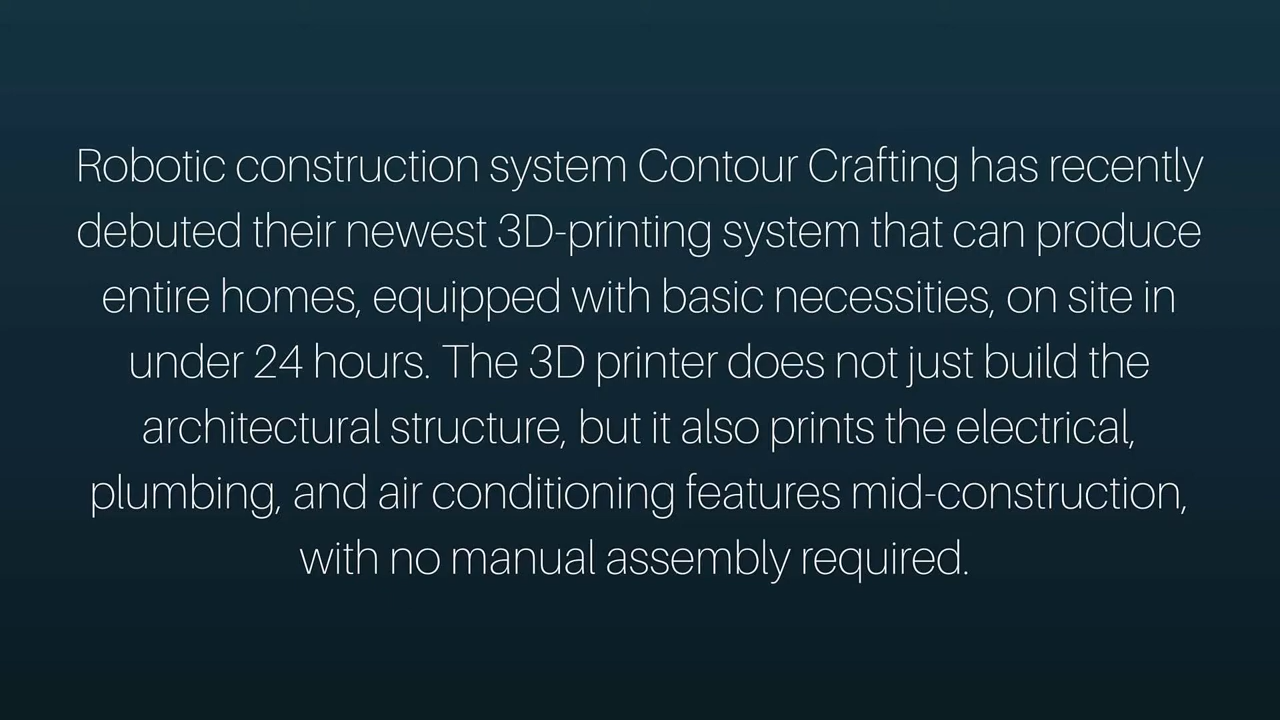 Robotic construction system Contour Crafting has recently
debuted their newest 3D-printing system that can produce
entire homes, equipped with basic necessities, on site in
under 24 hours. The 3D printer does not just build the
architectural structure, but it also prints the electrical,
plumbing, and air conditioning features mid-construction,
with no manual assembly required.